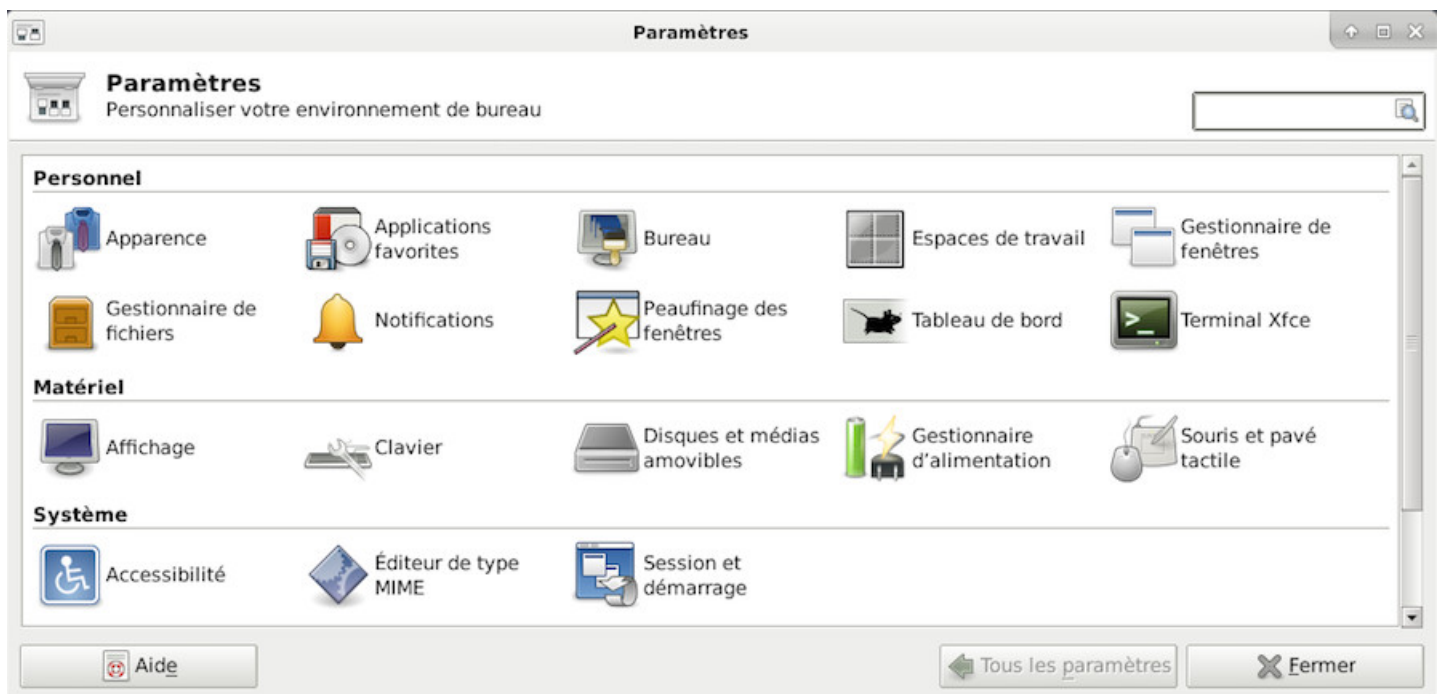 Paramètres
Paramètres
Personnaliser votre environnement de bureau
Personnel
Apparence
Applications
favorites
Bureau
Espaces de travail
Gestionnaire de
fenêtres
Gestionnaire de
fichiers
Notifications
Peaufinage des
fenêtres
Tableau de bord
Terminal Xfce
Matériel
Affichage
Clavier
Disques et médias
amovibles
Gestionnaire
d'alimentation
Souris et pavé
tactile
Système
Accessibilité
Éditeur de type
MIME
Session et
démarrage
Aide
Tous les paramètres
Fermer